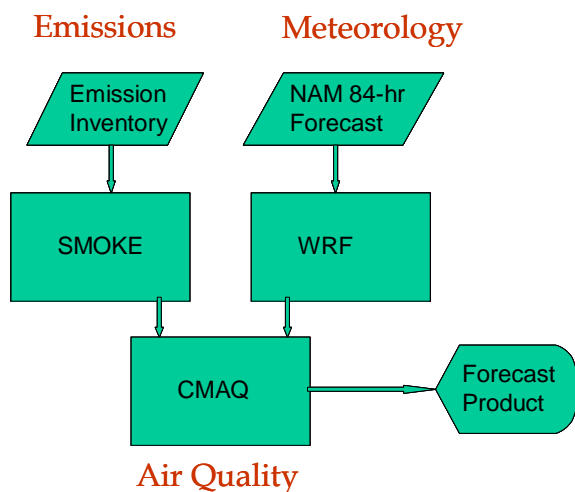 Emissions
Meteorology
Emission
Inventory
NAM 84-hr
Forecast
SMOKE
WRF
CMAQ
Forecast
Product
Air Quality